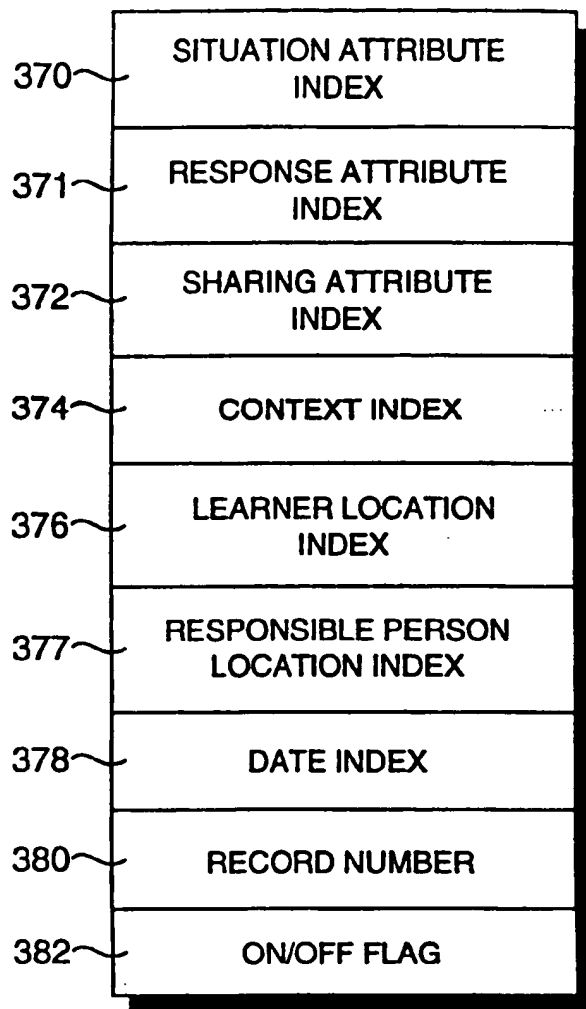 370
SITUATION ATTRIBUTE
INDEX
371
RESPONSE ATTRIBUTE
INDEX
372
SHARING ATTRIBUTE
INDEX
374
CONTEXT INDEX
376
LEARNER LOCATION
INDEX
377
RESPONSIBLE PERSON
LOCATION INDEX
378
DATE INDEX
380
RECORD NUMBER
382
ON/OFF FLAG